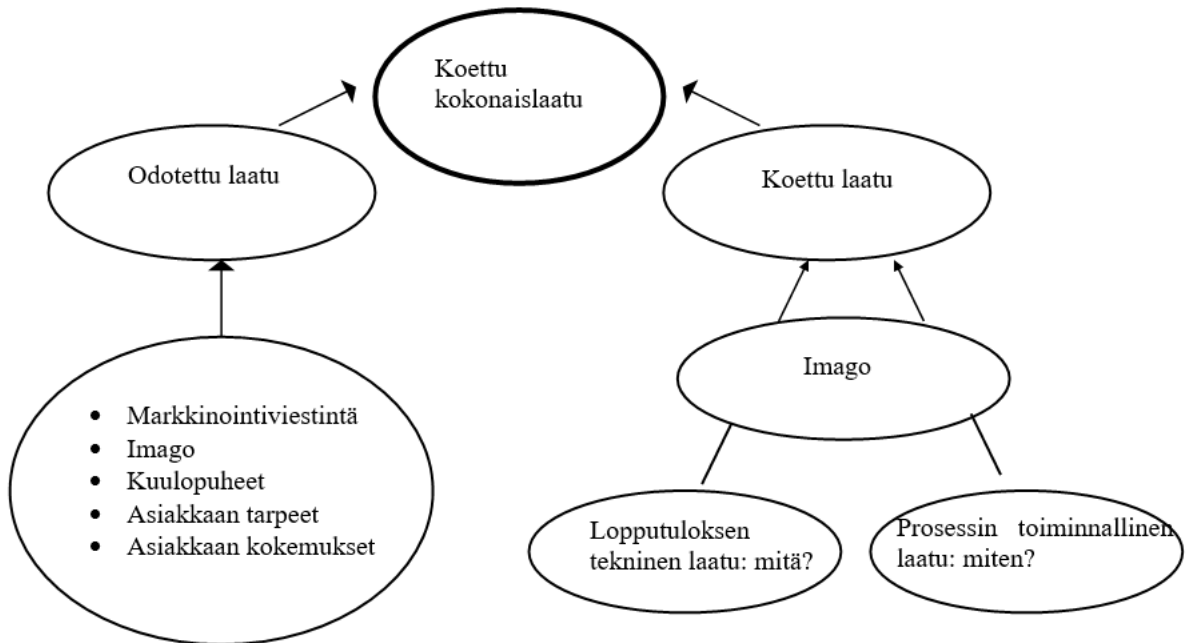 Koettu
kokonaislaatu
Odotettu laatu
Koettu laatu
Imago
• Markkinointiviestintä
• Imago
• Kuulopuheet
• Asiakkaan tarpeet
• Asiakkaan kokemukset
Lopputuloksen
tekninen laatu: mitä?
Prosessin toiminnallinen
laatu: miten?